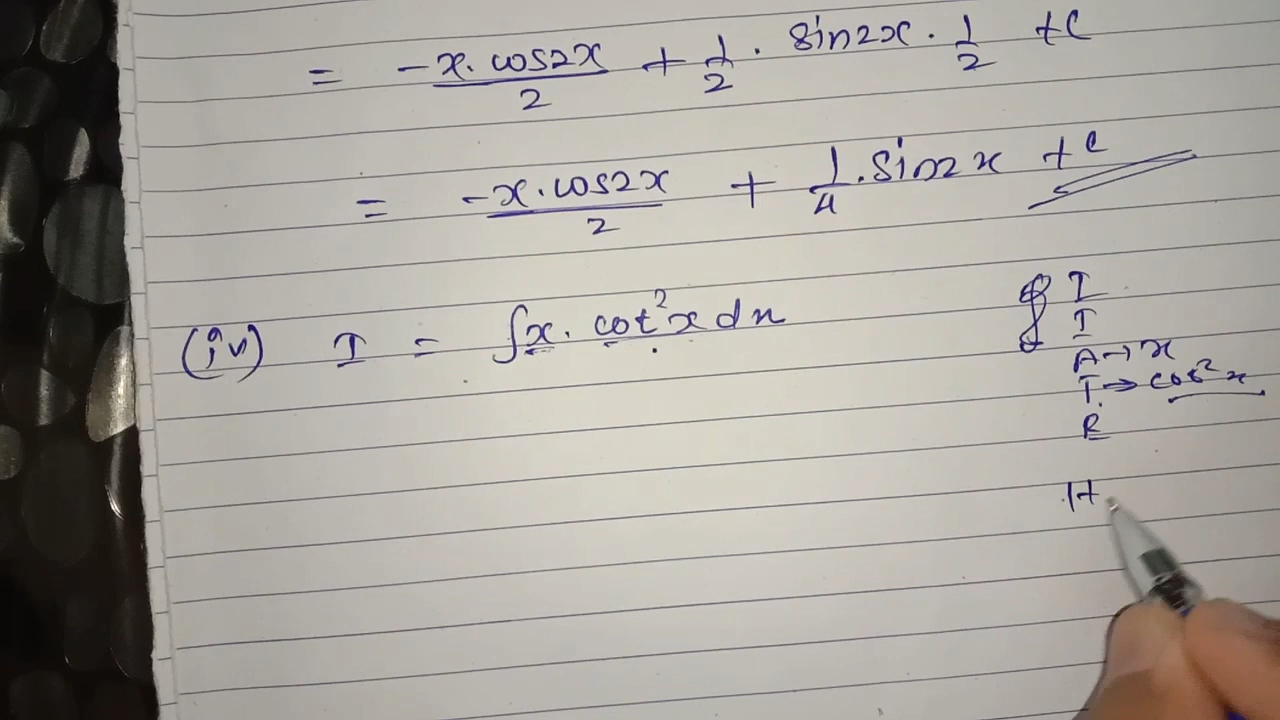 = -x.cos2x/2 + 1/2 . sin2x . 1/2 + c
= -x.cos2x/2 + 1/4 .sin2x + c
(iv) I = ∫x. cot²x dx
I
I
A→x
T→cot²x
E
1+